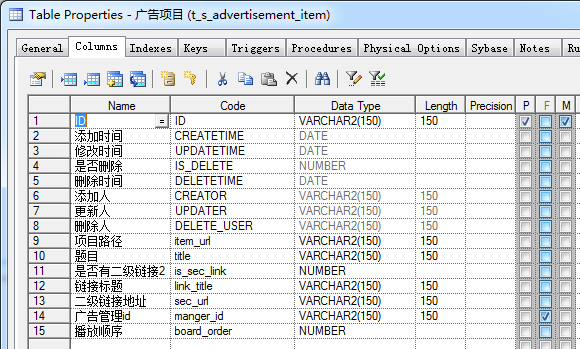 Table Properties - 广告项目 (t_s_advertisement_item)
General Columns Indexes Keys Triggers Procedures Physical Options Sybase Notes Ru
Name Code Data Type Length Precision P F M
1 ID = ID VARCHAR2(150) 150
2 添加时间 CREATETIME DATE
3 修改时间 UPDATETIME DATE
4 是否删除 IS_DELETE NUMBER
5 删除时间 DELETETIME DATE
6 添加人 CREATOR VARCHAR2(150) 150
7 更新人 UPDATER VARCHAR2(150) 150
8 删除人 DELETE_USER VARCHAR2(150) 150
9 项目路径 item_url VARCHAR2(150) 150
10 题目 title VARCHAR2(150) 150
11 是否有二级链接2 is_sec_link NUMBER
12 链接标题 link_title VARCHAR2(150) 150
13 二级链接地址 sec_url VARCHAR2(150) 150
14 广告管理id manger_id VARCHAR2(150) 150
15 播放顺序 board_order NUMBER